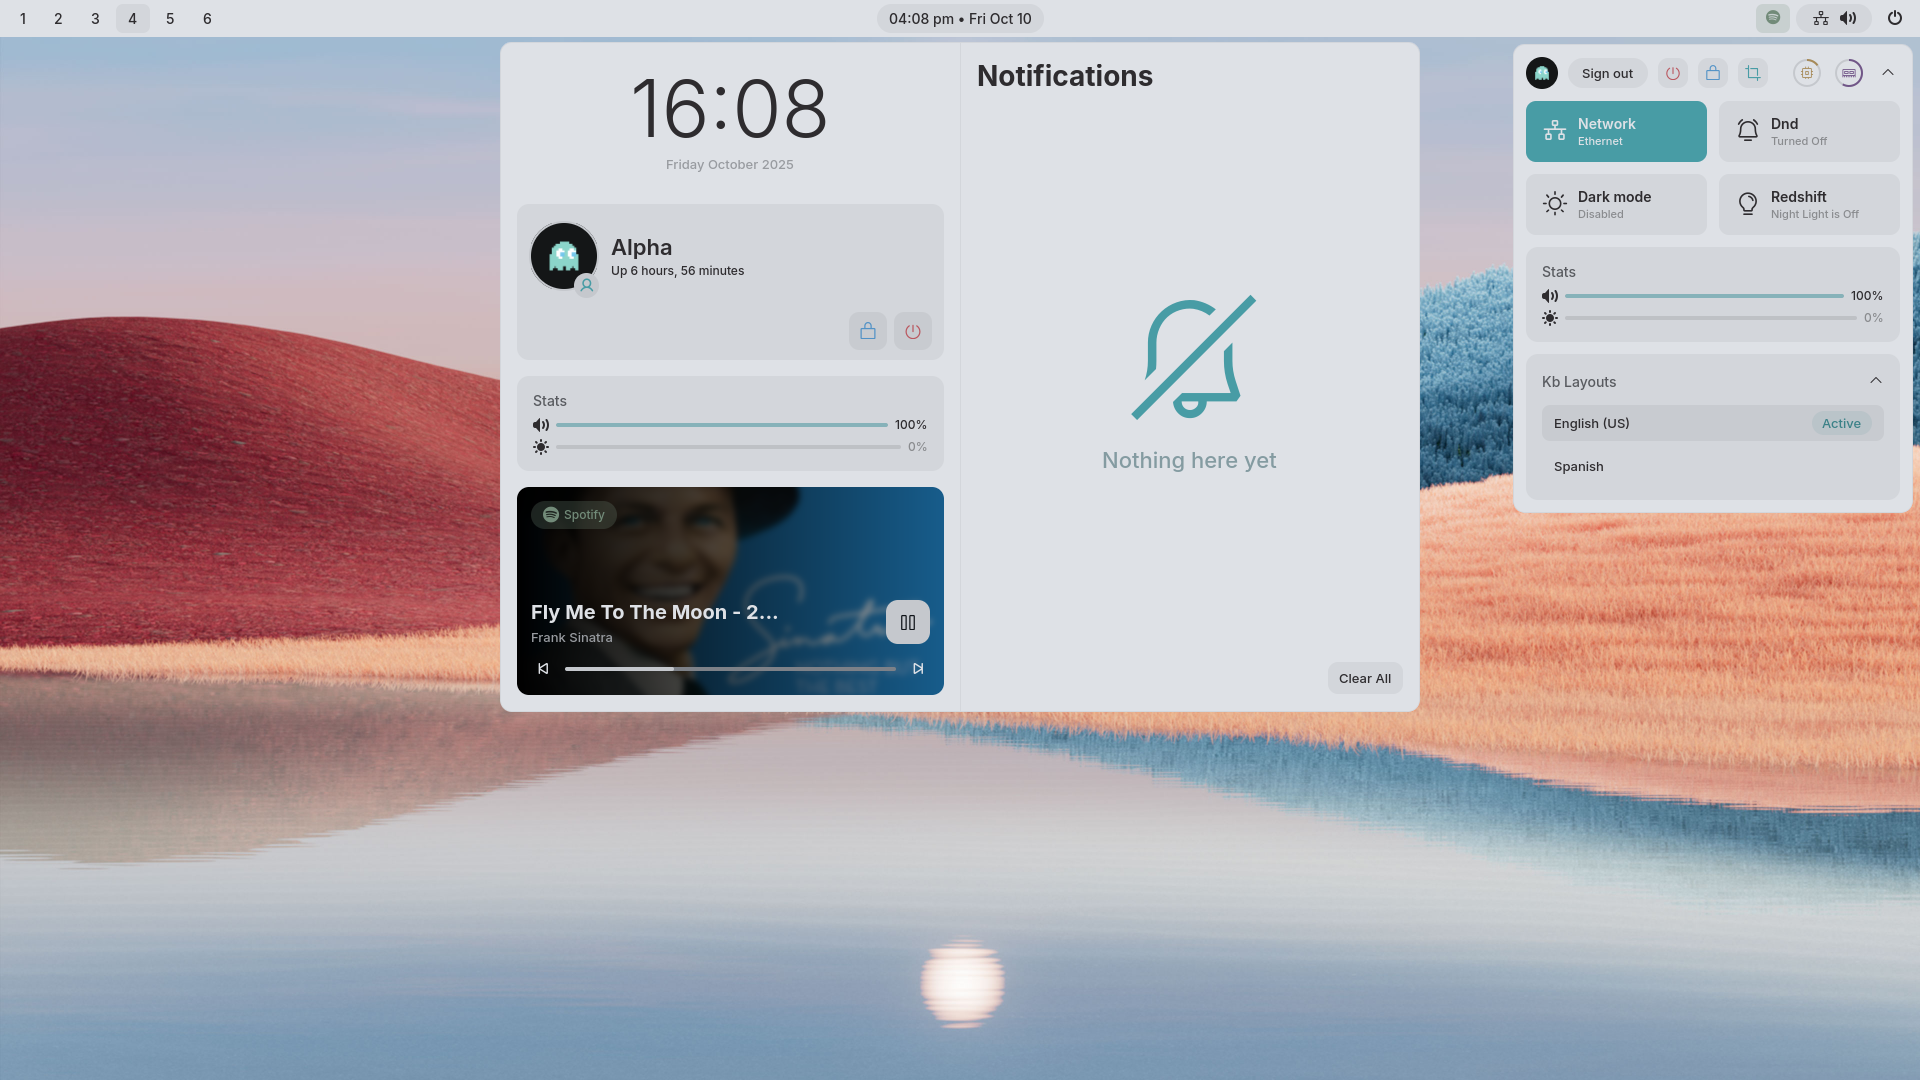 1 2 3 4 5 6
04:08 pm • Fri Oct 10
16:08
Friday October 2025
Alpha
Up 6 hours, 56 minutes
Stats
100%
0%
Spotify
Fly Me To The Moon - 2...
Frank Sinatra
Sinatra
Notifications
Nothing here yet
Clear All
Sign out
Network
Ethernet
Dnd
Turned Off
Dark mode
Disabled
Redshift
Night Light is Off
Stats
100%
0%
Kb Layouts
English (US)
Active
Spanish